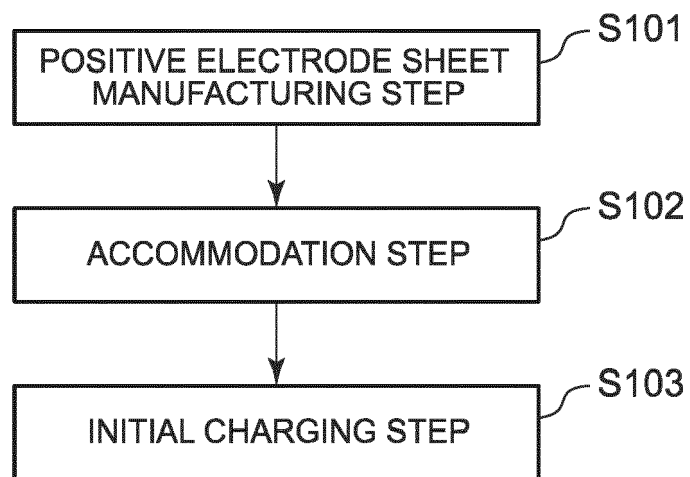 S101
POSITIVE ELECTRODE SHEET
MANUFACTURING STEP
S102
ACCOMMODATION STEP
S103
INITIAL CHARGING STEP